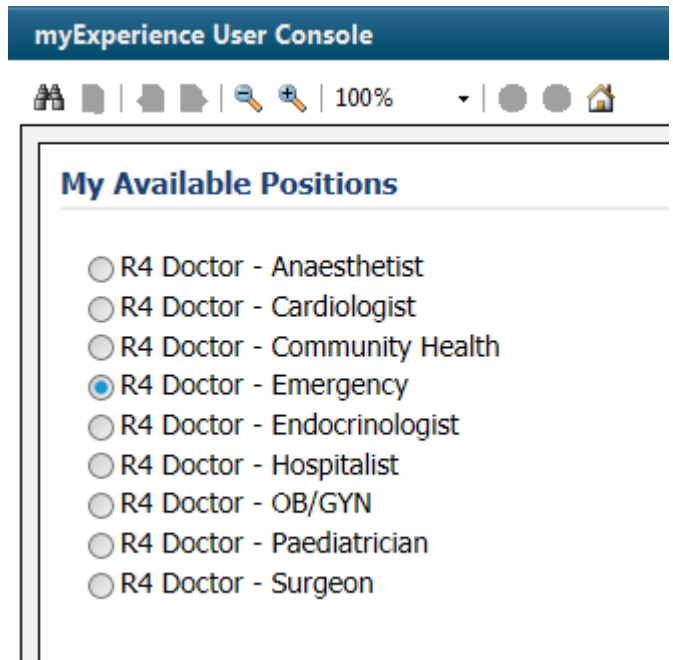 myExperience User Console
100%
My Available Positions
R4 Doctor - Anaesthetist
R4 Doctor - Cardiologist
R4 Doctor - Community Health
R4 Doctor - Emergency
R4 Doctor - Endocrinologist
R4 Doctor - Hospitalist
R4 Doctor - OB/GYN
R4 Doctor - Paediatrician
R4 Doctor - Surgeon